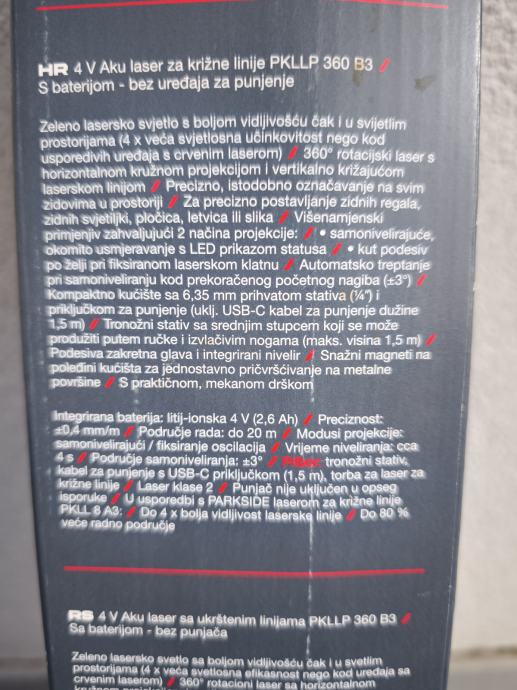 HR 4 V Aku laser za križne linije PKLLP 360 B3 //
S baterijom - bez uređaja za punjenje
Zeleno lasersko svjetlo s boljom vidljivošću čak i u svijetlim
prostorijama (4 x veća svjetlosna učinkovitost nego kod
usporedivih uređaja s crvenim laserom) // 360° rotacijski laser s
horizontalnom kružnom projekcijom i vertikalno križajućom
laserskom linijom // Precizno, istodobno označavanje na svim
zidovima u prostoriji // Za precizno postavljanje zidnih regala,
zidnih svjetiljki, pločica, letvica ili slika // Višenamjenski
primjenjiv zahvaljujući 2 načina projekcije: // • samonivelirajuće,
okomito usmjeravanje s LED prikazom statusa // • kut podesiv
po želji pri fiksiranom laserskom klatnu // Automatsko treptanje
pri samoniveliranju kod prekoračenog početnog nagiba (±3°) //
Kompaktno kućište sa 6,35 mm prihvatom stativa (¼") i
priključkom za punjenje (uklj. USB-C kabel za punjenje dužine
1,5 m) // Tronožni stativ sa srednjim stupcem koji se može
produžiti putem ručke i izvlačivim nogama (maks. visina 1,5 m) //
Podesiva zakretna glava i integrirani nivelir // Snažni magneti na
poleđini kućišta za jednostavno pričvršćivanje na metalne
površine // S praktičnom, mekanom drškom
Integrirana baterija: litij-ionska 4 V (2,6 Ah) // Preciznost:
±0,4 mm/m // Područje rada: do 20 m // Modusi projekcije:
samonivelirajući / fiksiranje oscilacija // Vrijeme niveliranja: cca
4 s // Područje samoniveliranja: ±3° // Pribor: tronožni stativ,
kabel za punjenje s USB-C priključkom (1,5 m), torba za laser za
križne linije // Laser klase 2 // Punjač nije uključen u opseg
isporuke // U usporedbi s PARKSIDE laserom za križne linije
PKLL 8 A3: // Do 4 x bolja vidljivost laserske linije // Do 80 %
veće radno područje
RS 4 V Aku laser sa ukrštenim linijama PKLLP 360 B3 //
Sa baterijom - bez punjača
Zeleno lasersko svetlo sa boljom vidljivošću čak i u svetlim
prostorijama (4 x veća svetlosna efikasnost nego kod uređaja sa
crvenim laserom) // 360° rotacioni laser sa horizontalnom